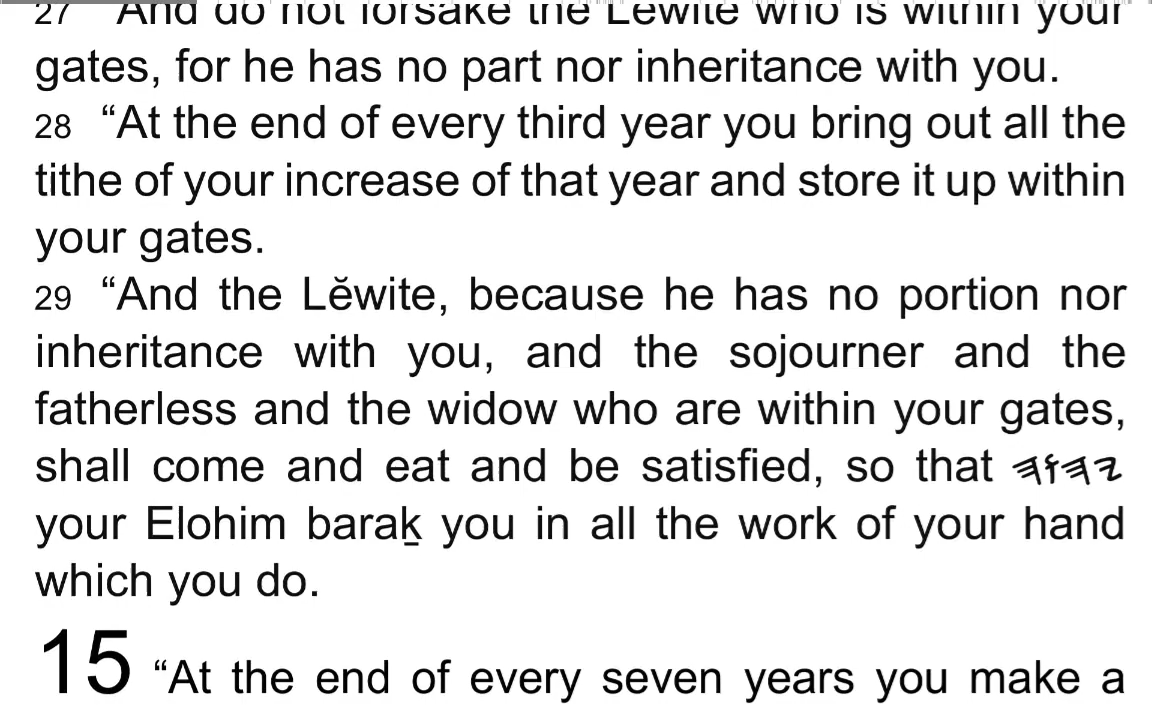 27 “And do not forsake the Lĕwite who is within your
gates, for he has no part nor inheritance with you.
28 “At the end of every third year you bring out all the
tithe of your increase of that year and store it up within
your gates.
29 “And the Lĕwite, because he has no portion nor
inheritance with you, and the sojourner and the
fatherless and the widow who are within your gates,
shall come and eat and be satisfied, so that 𐤉𐤄𐤅𐤄
your Elohim baraḵ you in all the work of your hand
which you do.
15 “At the end of every seven years you make a